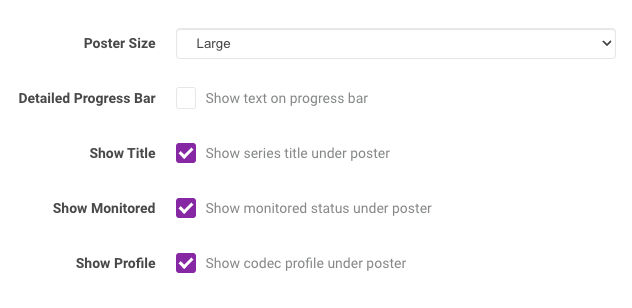 Poster Size Large
Detailed Progress Bar Show text on progress bar
Show Title Show series title under poster
Show Monitored Show monitored status under poster
Show Profile Show codec profile under poster